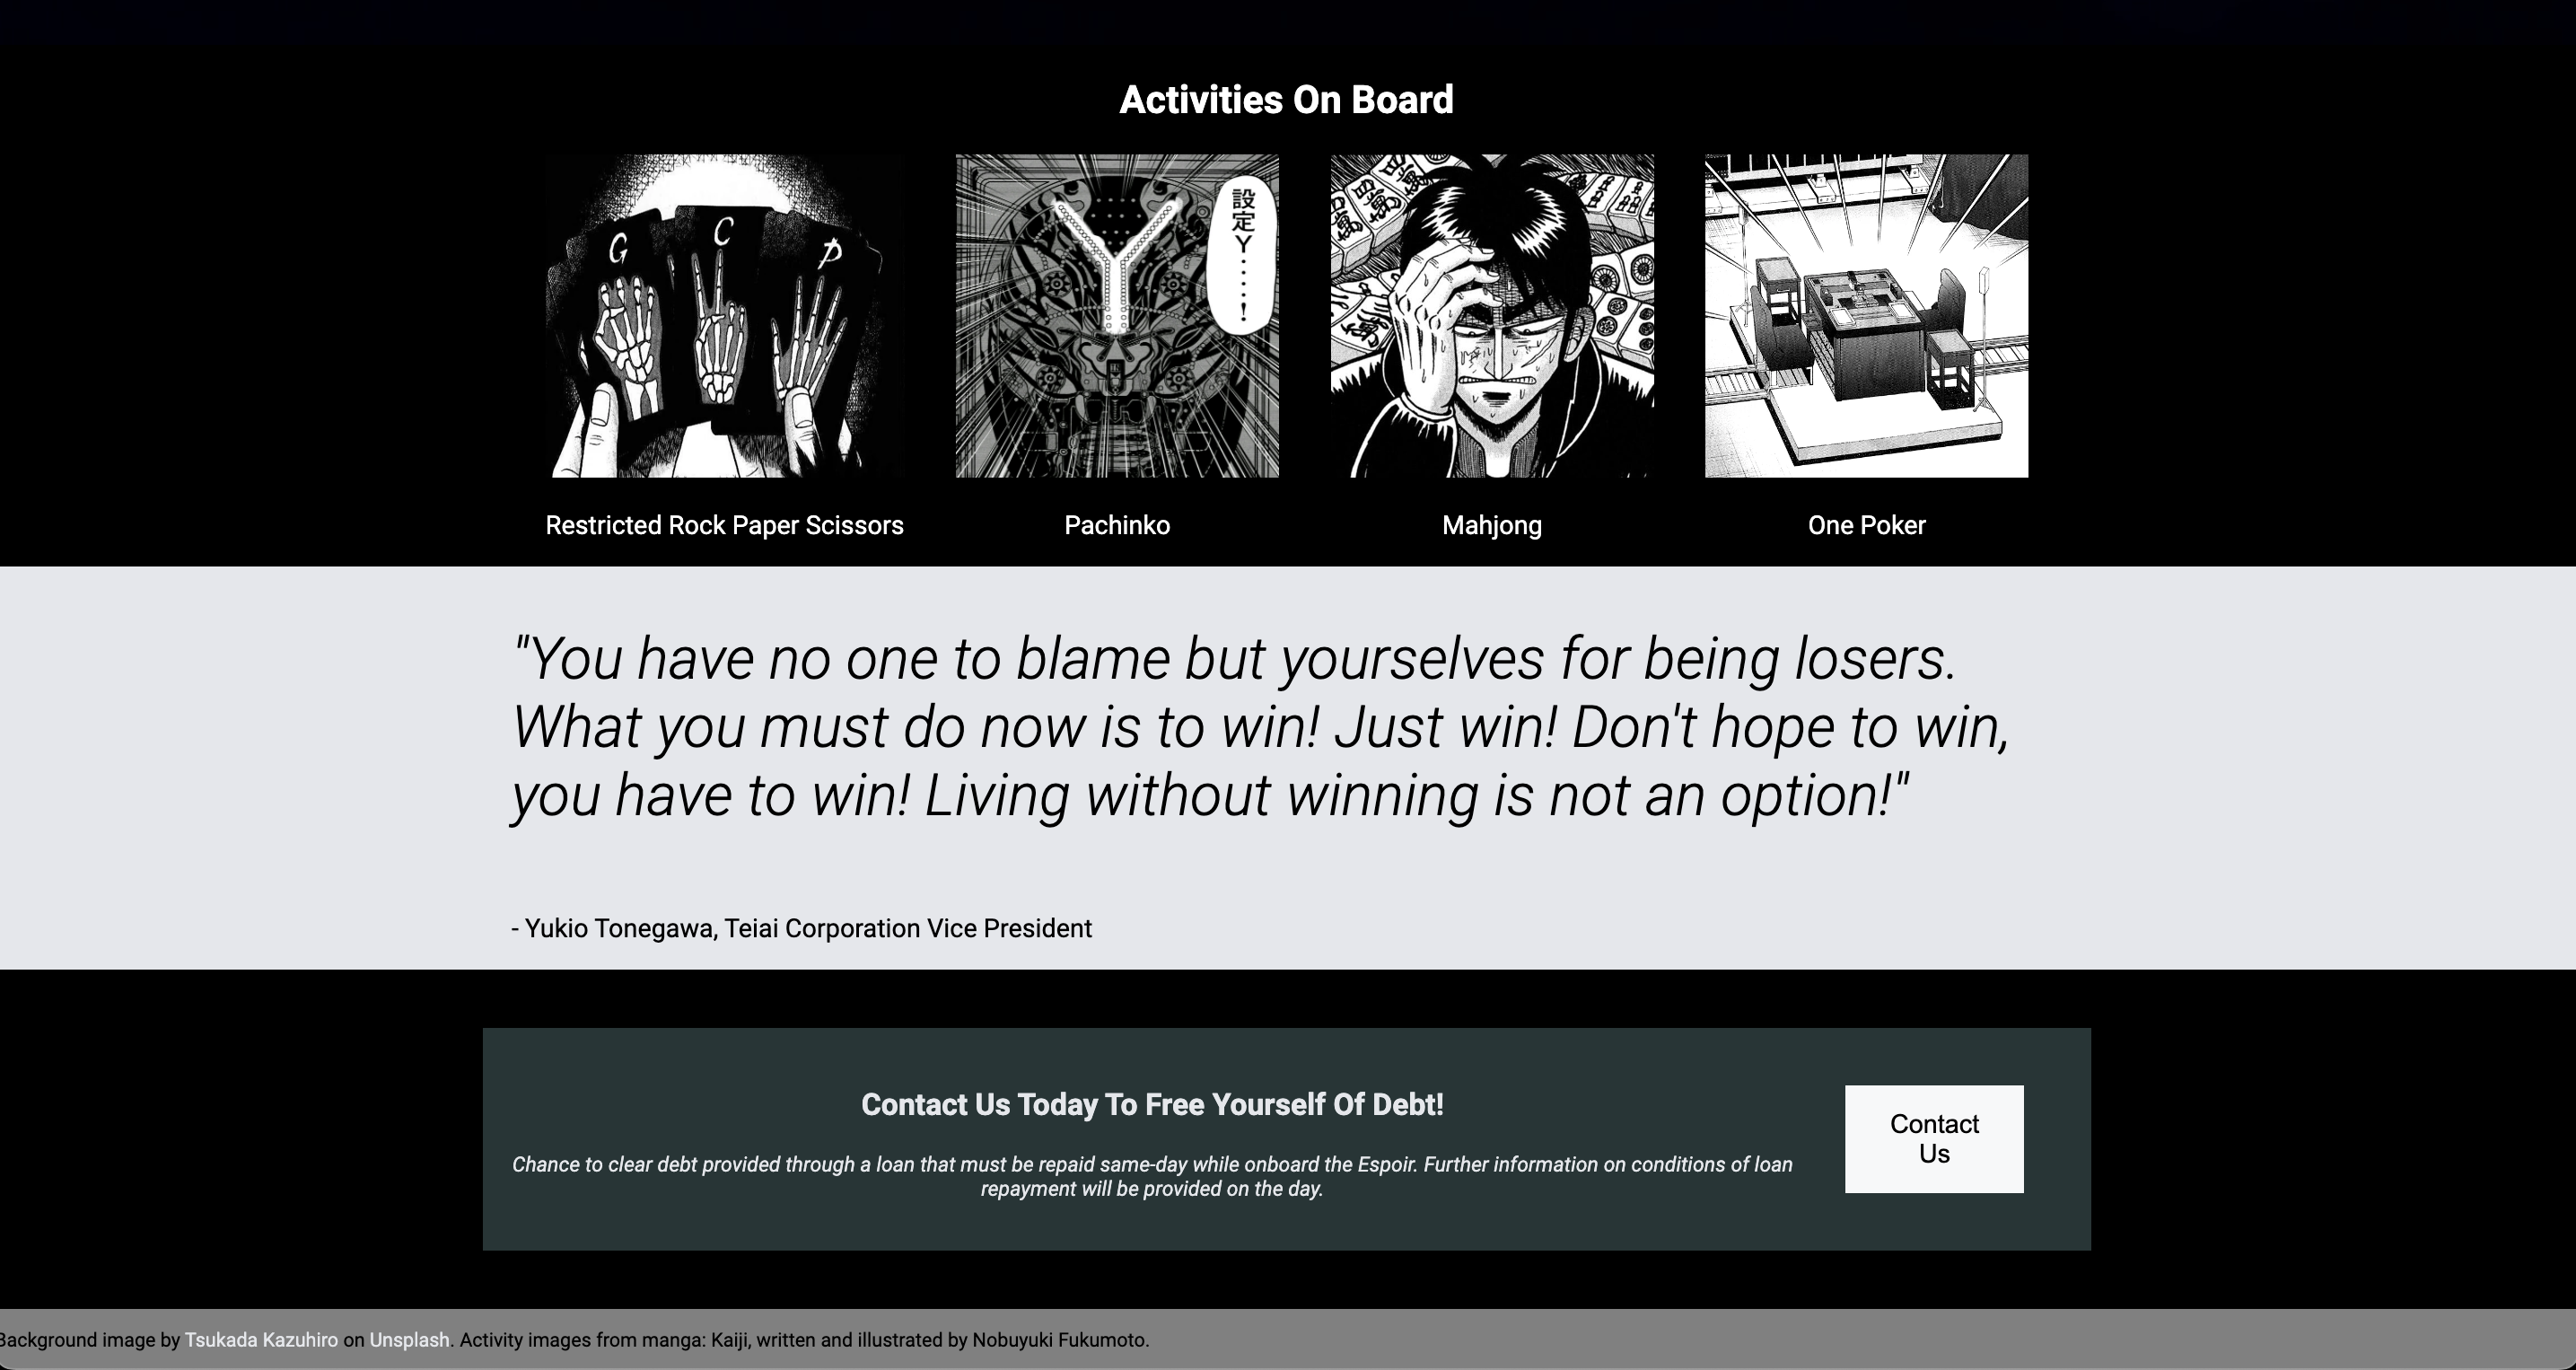 Activities On Board
G
C
P
設定Y.....!
Restricted Rock Paper Scissors
Pachinko
Mahjong
One Poker
"You have no one to blame but yourselves for being losers.
What you must do now is to win! Just win! Don't hope to win,
you have to win! Living without winning is not an option!"
- Yukio Tonegawa, Teiai Corporation Vice President
Contact Us Today To Free Yourself Of Debt!
Chance to clear debt provided through a loan that must be repaid same-day while onboard the Espoir. Further information on conditions of loan
repayment will be provided on the day.
Contact
Us
Background image by Tsukada Kazuhiro on Unsplash. Activity images from manga: Kaiji, written and illustrated by Nobuyuki Fukumoto.